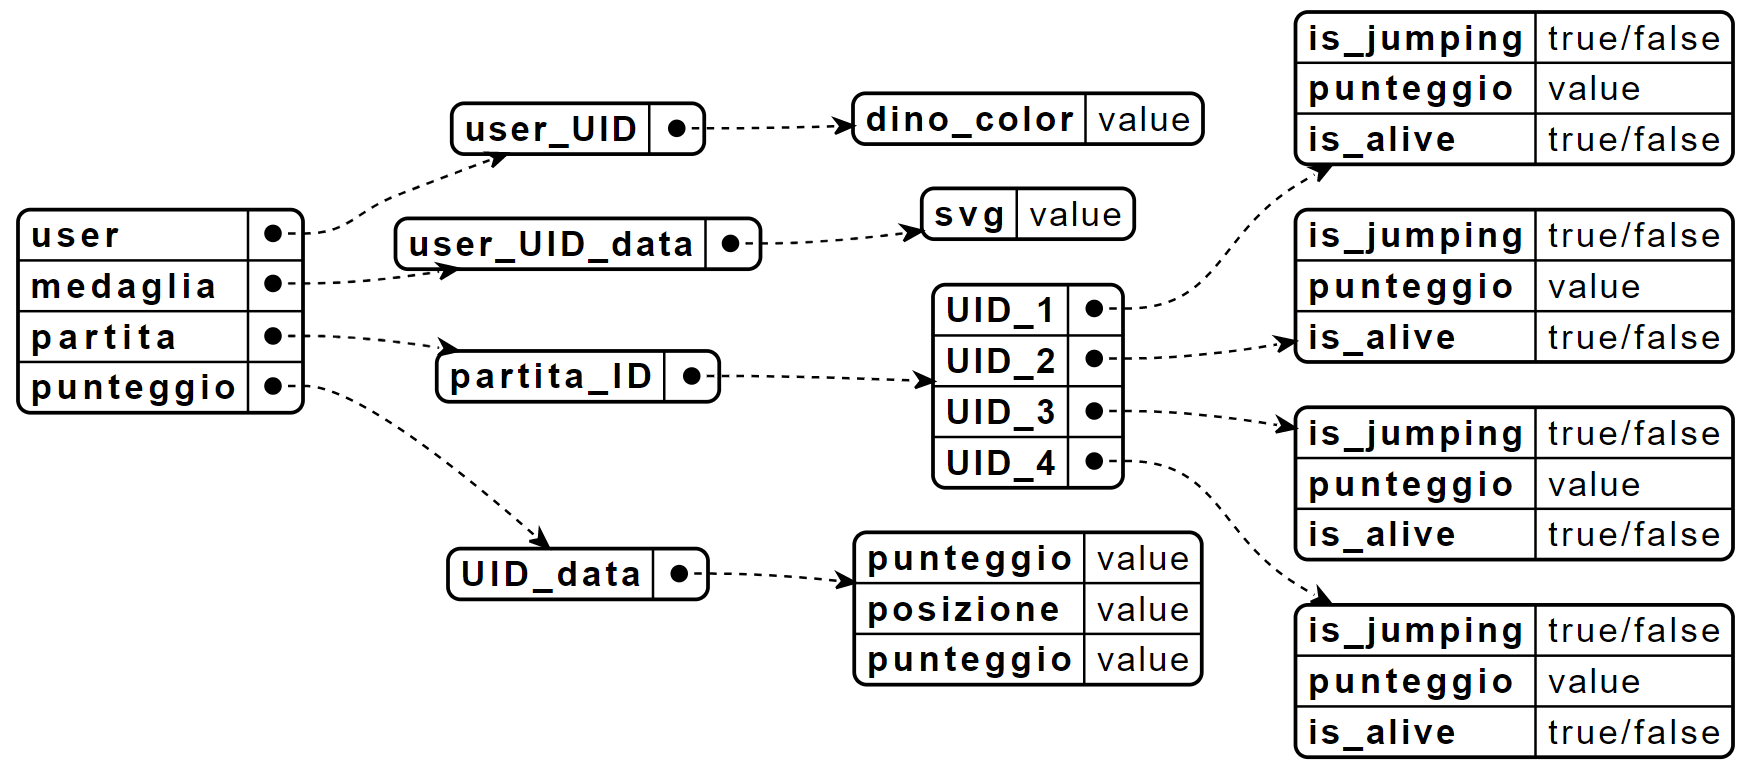 user
medaglia
partita
punteggio
user_UID
dino_color value
user_UID_data
svg value
partita_ID
UID_1
UID_2
UID_3
UID_4
UID_data
punteggio value
posizione value
punteggio value
is_jumping true/false
punteggio value
is_alive true/false
is_jumping true/false
punteggio value
is_alive true/false
is_jumping true/false
punteggio value
is_alive true/false
is_jumping true/false
punteggio value
is_alive true/false